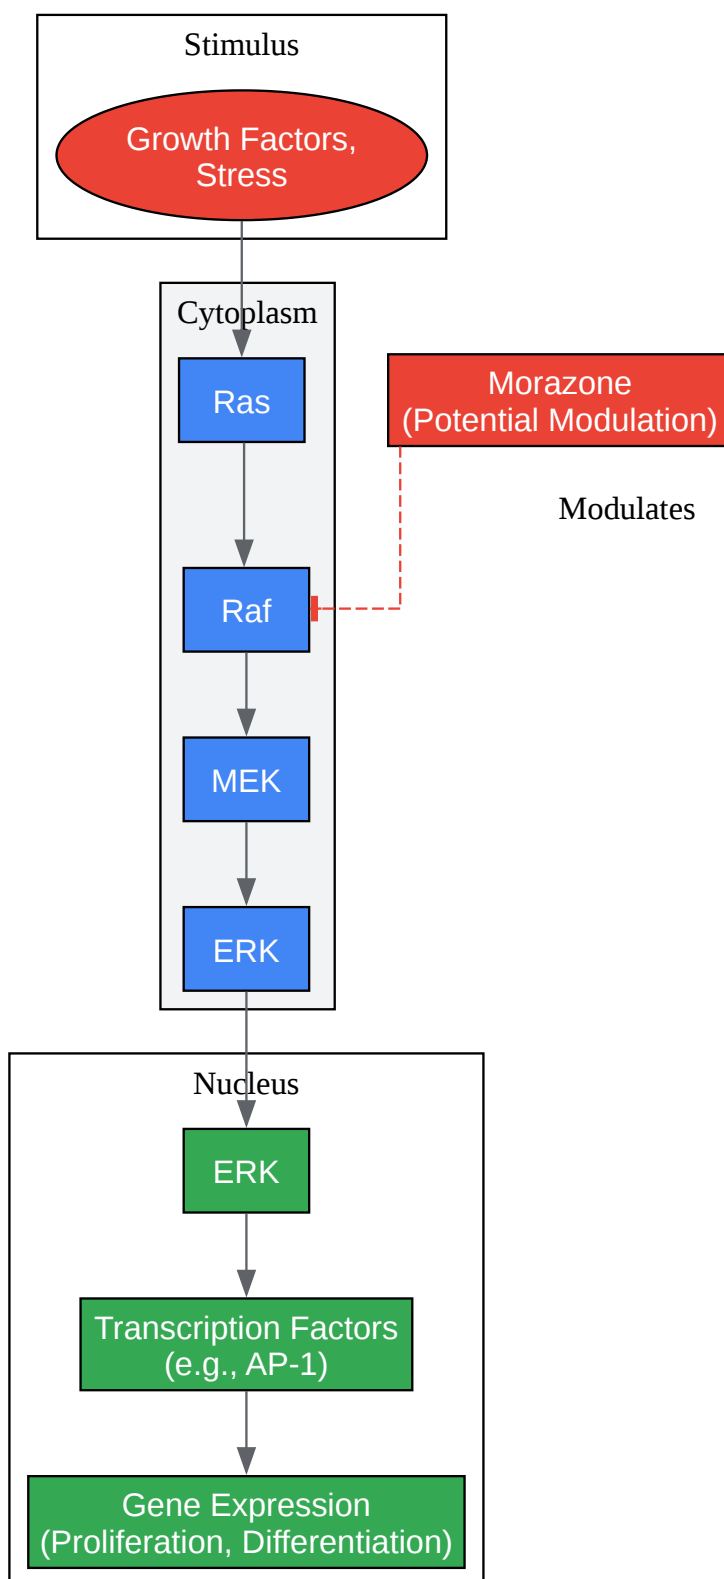 Stimulus
Growth Factors,
Stress
Cytoplasm
Ras
Morazone
(Potential Modulation)
Modulates
Raf
MEK
ERK
Nucleus
ERK
Transcription Factors
(e.g., AP-1)
Gene Expression
(Proliferation, Differentiation)